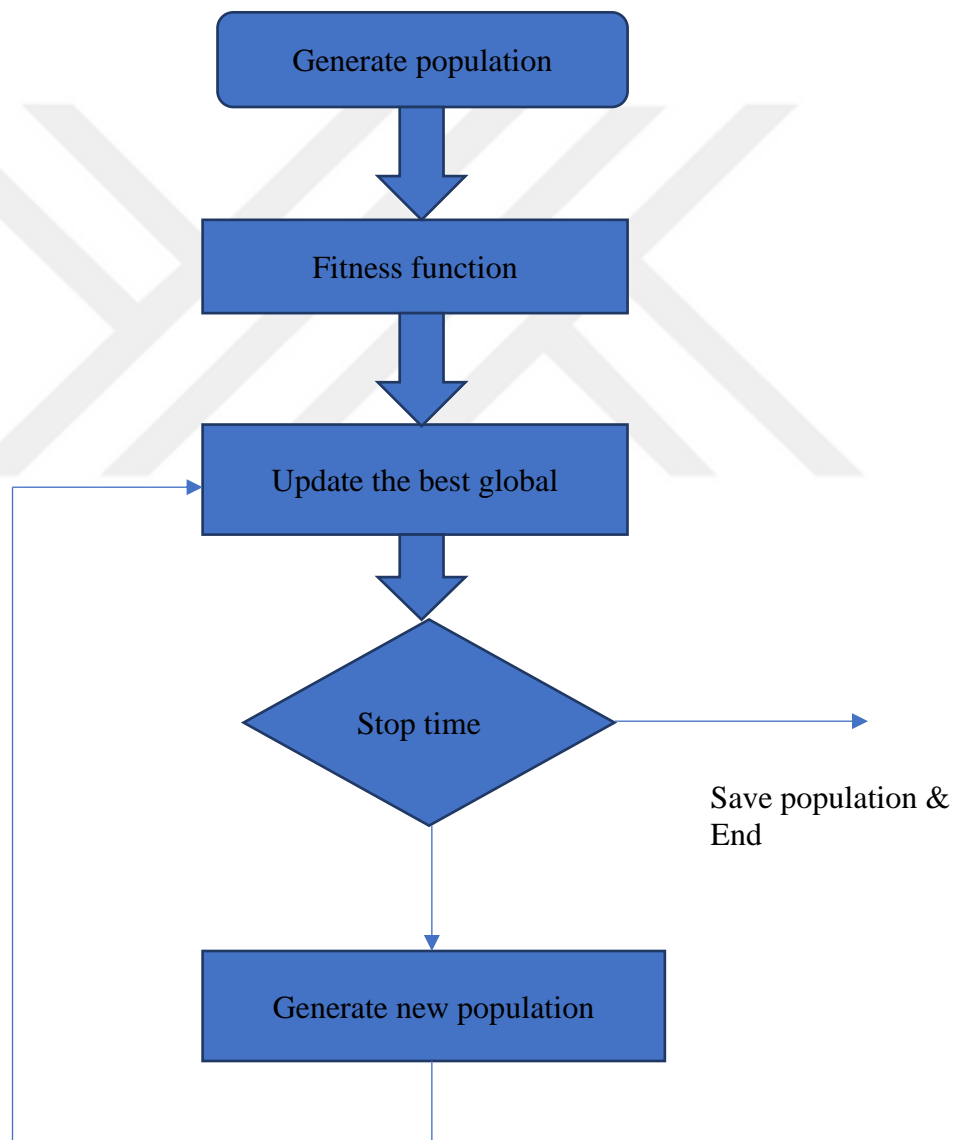 Generate population
Fitness function
Update the best global
Stop time
Save population &
End
Generate new population